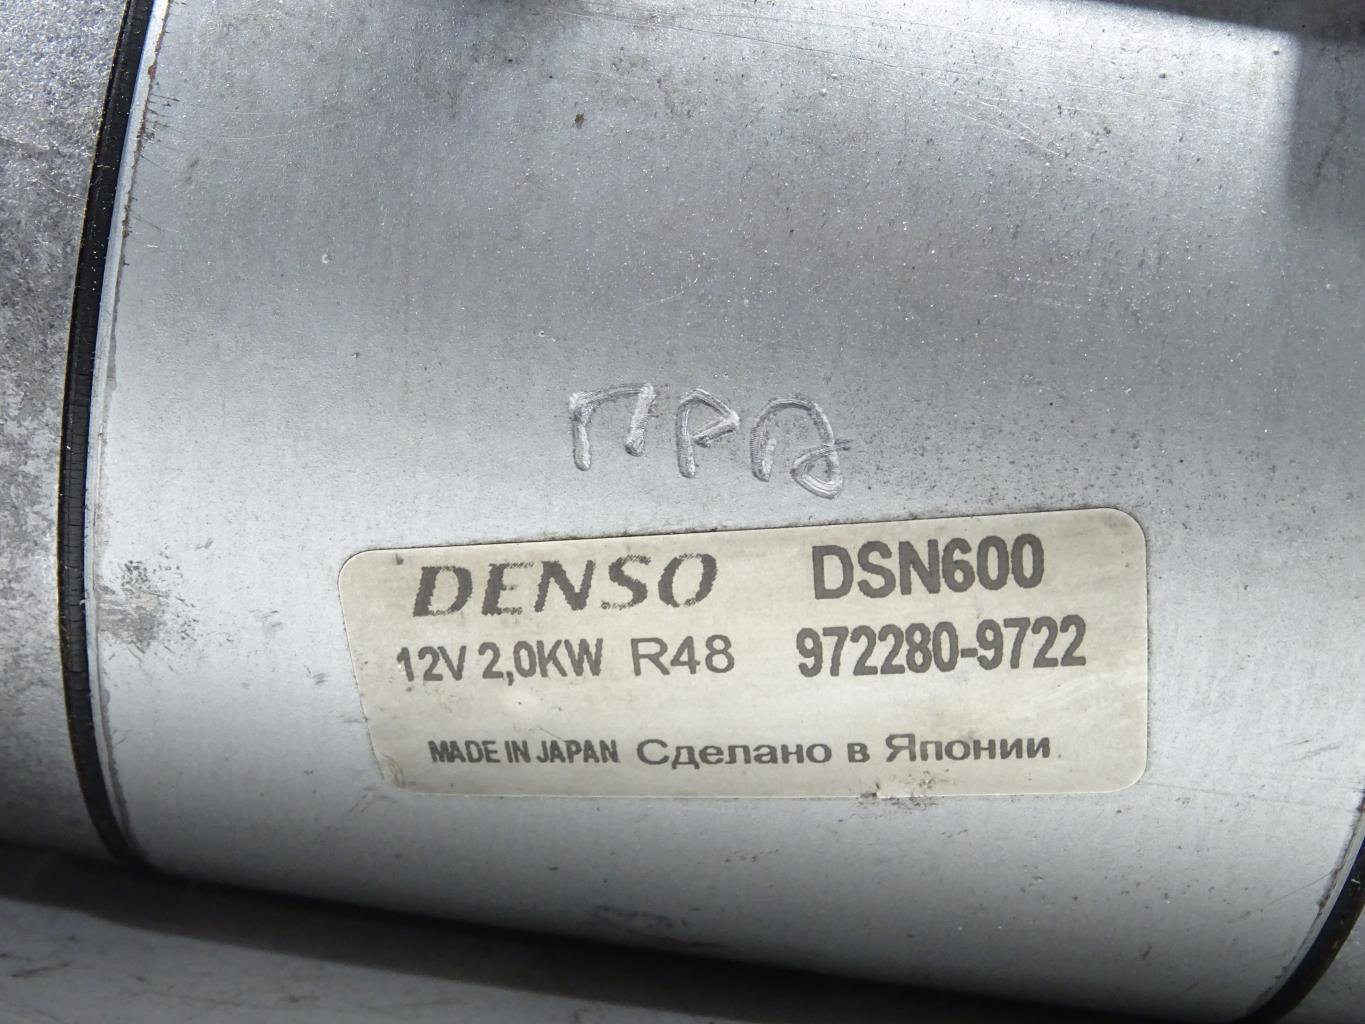 DENSO DSN600
12V 2,0KW R48 972280-9722
MADE IN JAPAN Сделано в Японии